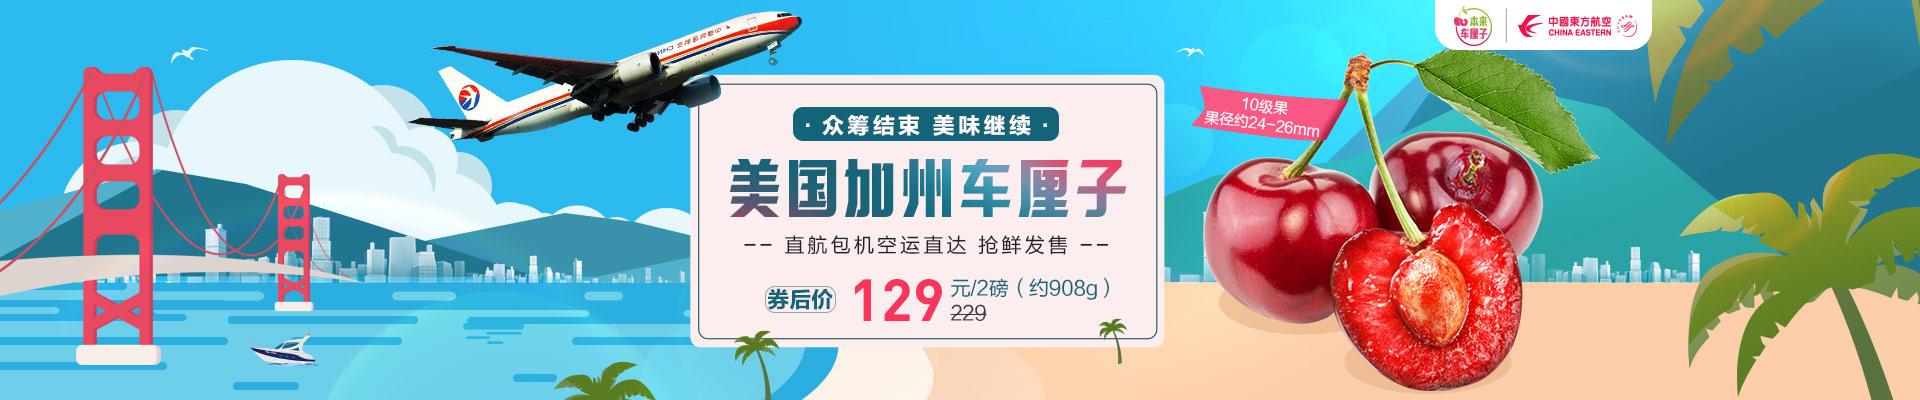 本来
车厘子
中國東方航空
CHINA EASTERN
10级果
果径约24-26mm
· 众筹结束 美味继续 ·
美国加州车厘子
-- 直航包机空运直达 抢鲜发售 --
券后价 129 元/2磅（约908g）
229